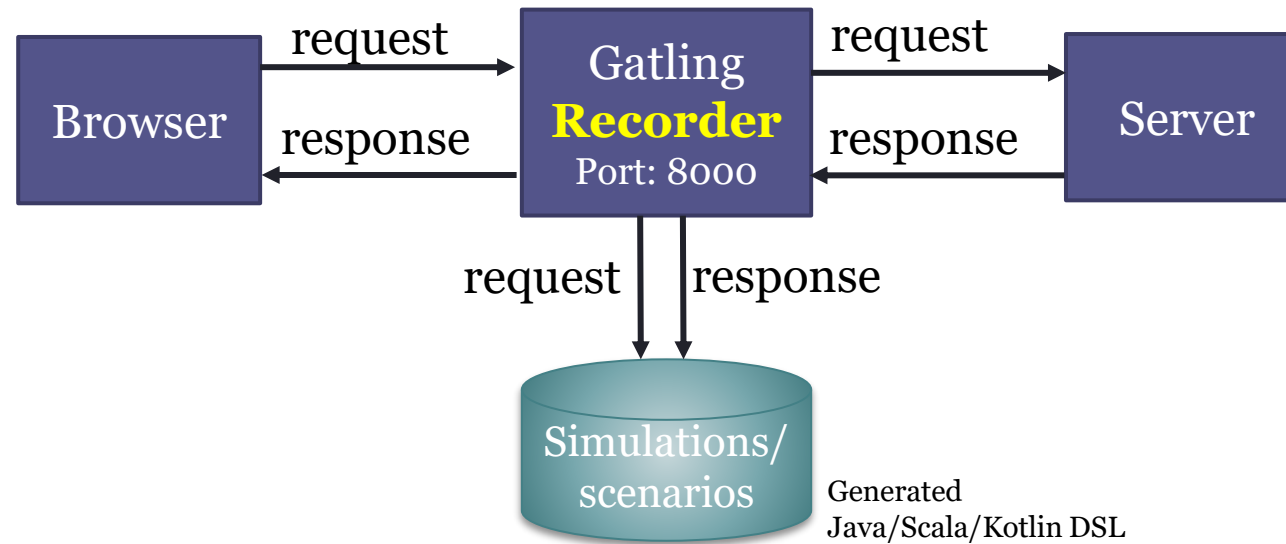 request
request
Browser
response
Gatling
Recorder
Port: 8000
response
Server
request
response
Simulations/
scenarios
Generated
Java/Scala/Kotlin DSL